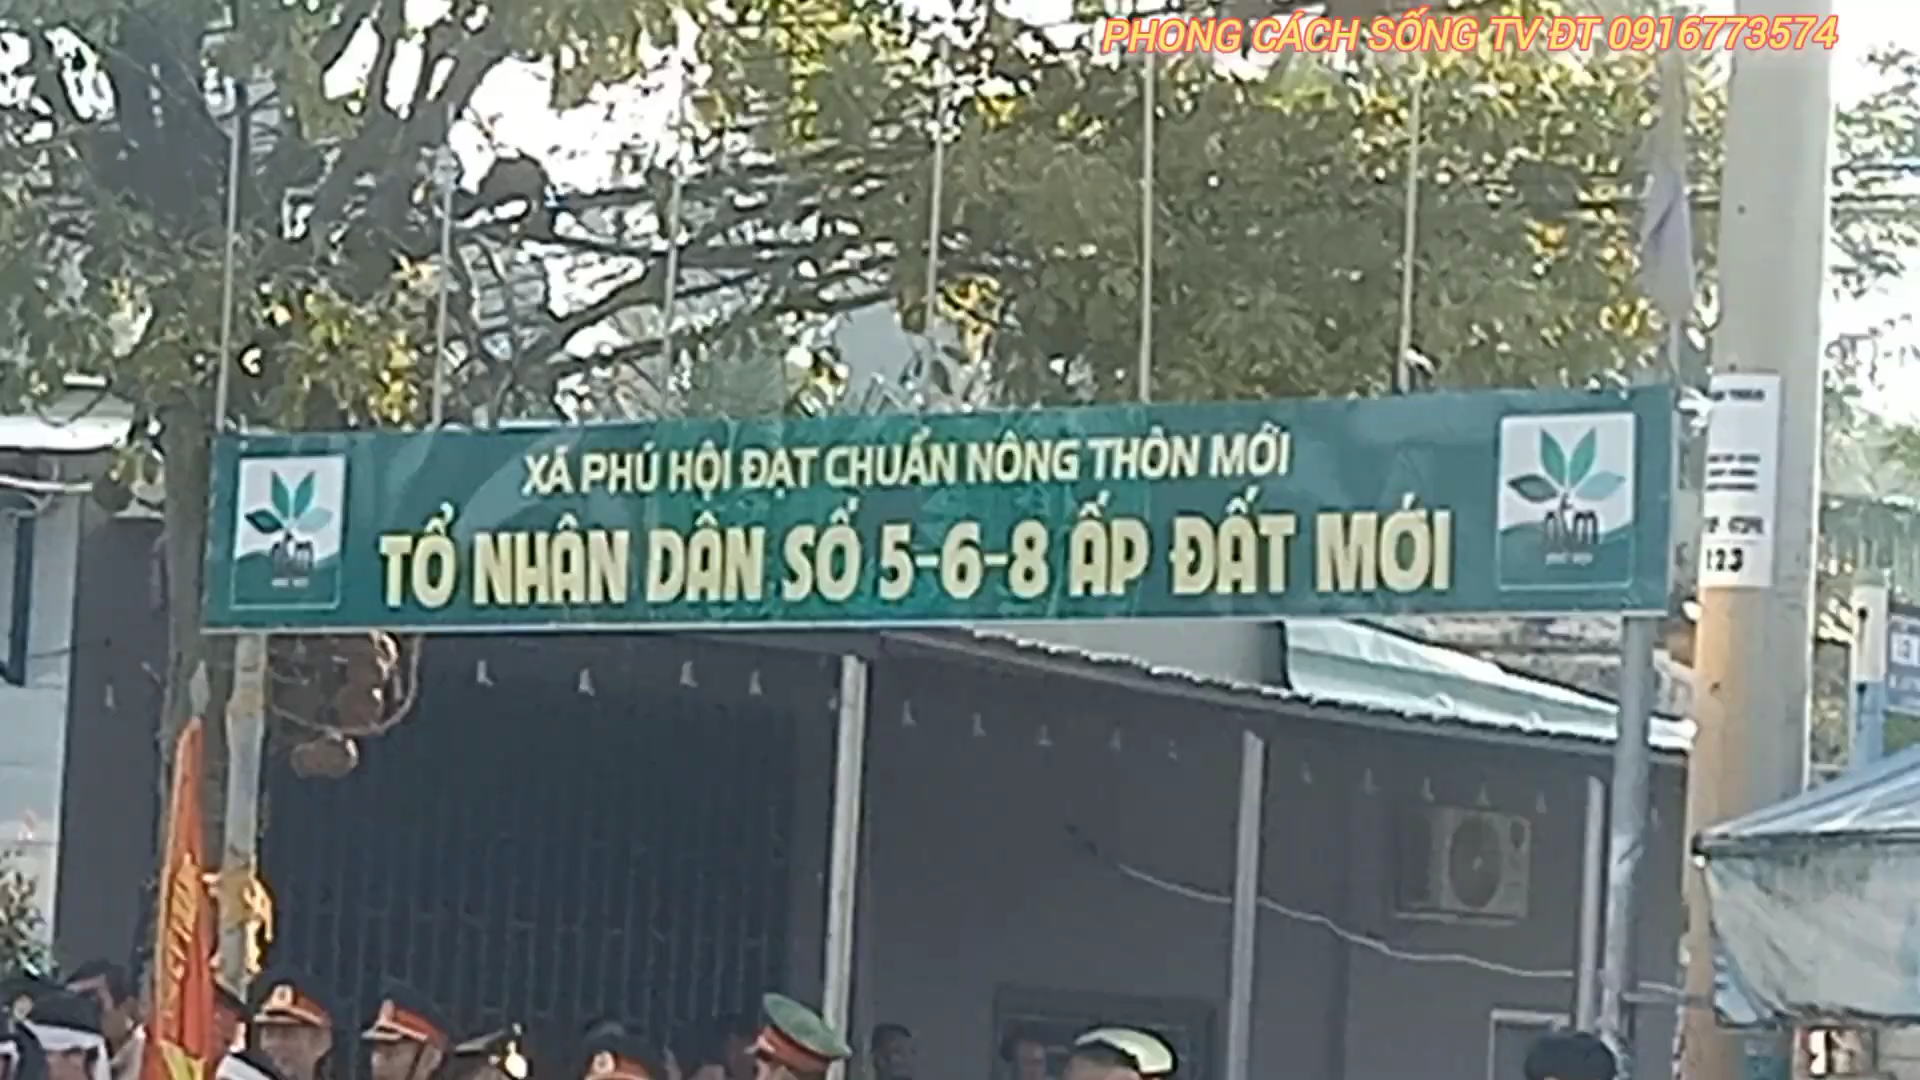 PHONG CÁCH SỐNG TV ĐT 0916773574
XÃ PHÚ HỘI ĐẠT CHUẨN NÔNG THÔN MỚI
TỔ NHÂN DÂN SỐ 5-6-8 ẤP ĐẤT MỚI
123